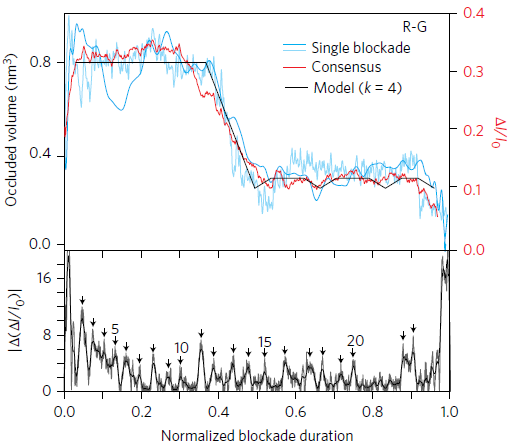 R-G
Single blockade
Consensus
Model (k = 4)
Occluded volume (nm³)
0.8
0.4
0.0
0.4
0.3
0.2
0.1
0.0
ΔI/I₀
|Δ(ΔI/I₀)|
16
8
0
5
10
15
20
0.0 0.2 0.4 0.6 0.8 1.0
Normalized blockade duration